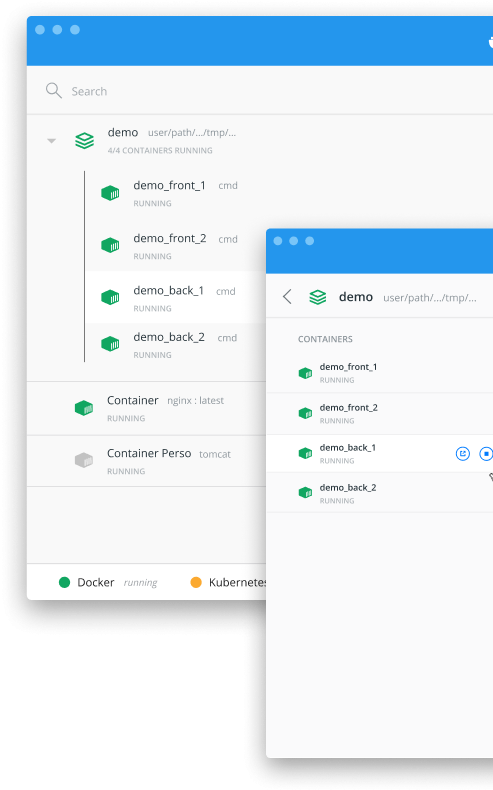 Search
demo user/path/.../tmp/...
4/4 CONTAINERS RUNNING
demo_front_1 cmd
RUNNING
demo_front_2 cmd
RUNNING
demo_back_1 cmd
RUNNING
demo_back_2 cmd
RUNNING
Container nginx : latest
RUNNING
Container Perso tomcat
RUNNING
Docker running
Kubernetes
demo user/path/.../tmp/...
CONTAINERS
demo_front_1
RUNNING
demo_front_2
RUNNING
demo_back_1
RUNNING
demo_back_2
RUNNING